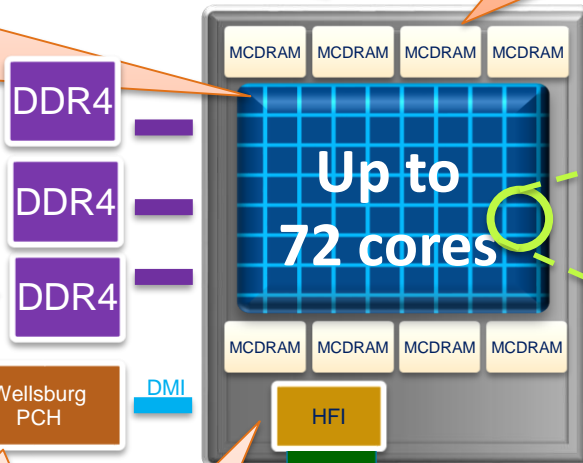 MCDRAM MCDRAM MCDRAM MCDRAM
DDR4
DDR4
DDR4
Up to
72 cores
MCDRAM MCDRAM MCDRAM MCDRAM
Wellsburg
PCH
DMI
HFI